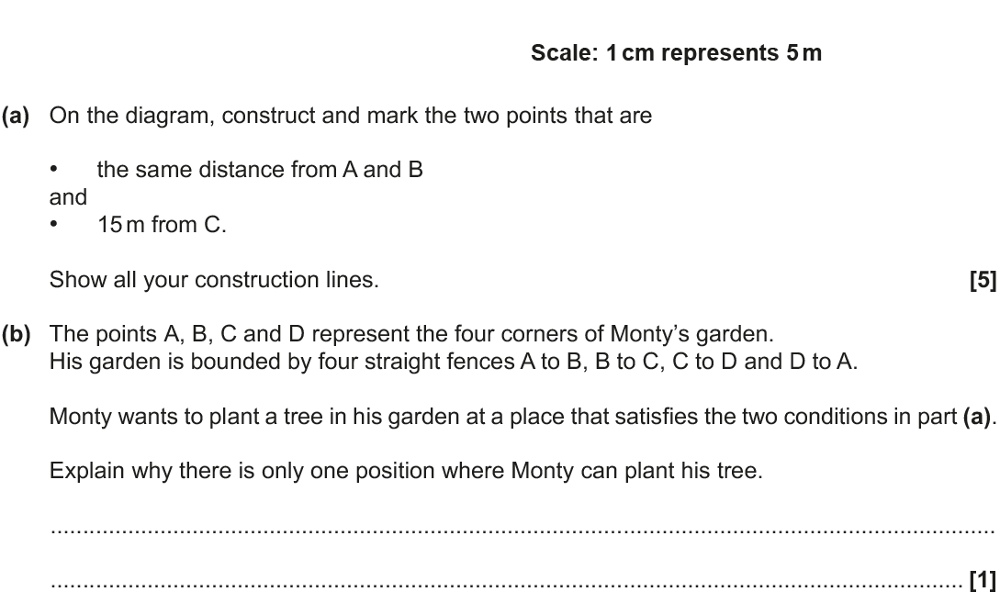 Scale: 1 cm represents 5 m
(a) On the diagram, construct and mark the two points that are
• the same distance from A and B
and
• 15 m from C.
Show all your construction lines. [5]
(b) The points A, B, C and D represent the four corners of Monty’s garden.
His garden is bounded by four straight fences A to B, B to C, C to D and D to A.
Monty wants to plant a tree in his garden at a place that satisfies the two conditions in part (a).
Explain why there is only one position where Monty can plant his tree.
....................................................................................................................................................
.................................................................................................................................................. [1]